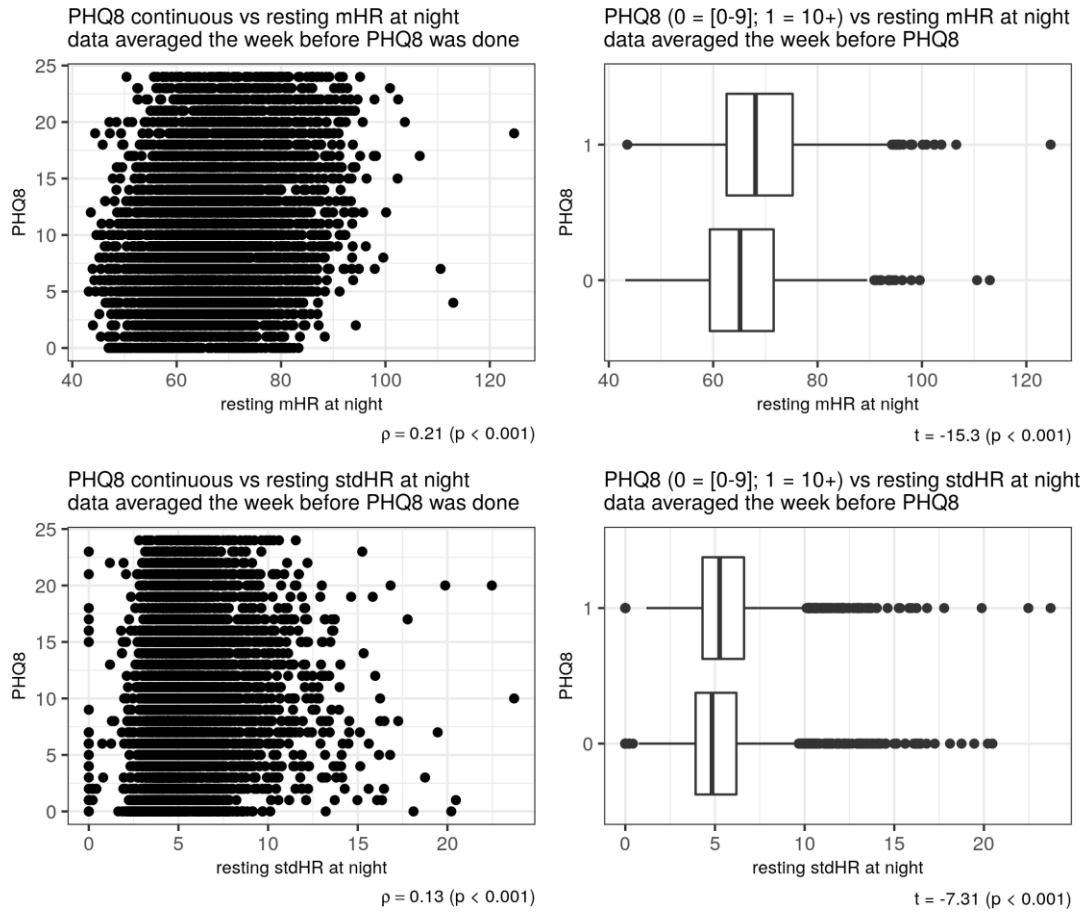 PHQ8 continuous vs resting mHR at night
data averaged the week before PHQ8 was done
25
20
15
10
5
0
PHQ8
40 60 80 100 120
resting mHR at night
ρ = 0.21 (p < 0.001)
PHQ8 (0 = [0-9]; 1 = 10+) vs resting mHR at night
data averaged the week before PHQ8
1
0
PHQ8
40 60 80 100 120
resting mHR at night
t = -15.3 (p < 0.001)
PHQ8 continuous vs resting stdHR at night
data averaged the week before PHQ8 was done
25
20
15
10
5
0
PHQ8
0 5 10 15 20
resting stdHR at night
ρ = 0.13 (p < 0.001)
PHQ8 (0 = [0-9]; 1 = 10+) vs resting stdHR at night
data averaged the week before PHQ8
1
0
PHQ8
0 5 10 15 20
resting stdHR at night
t = -7.31 (p < 0.001)